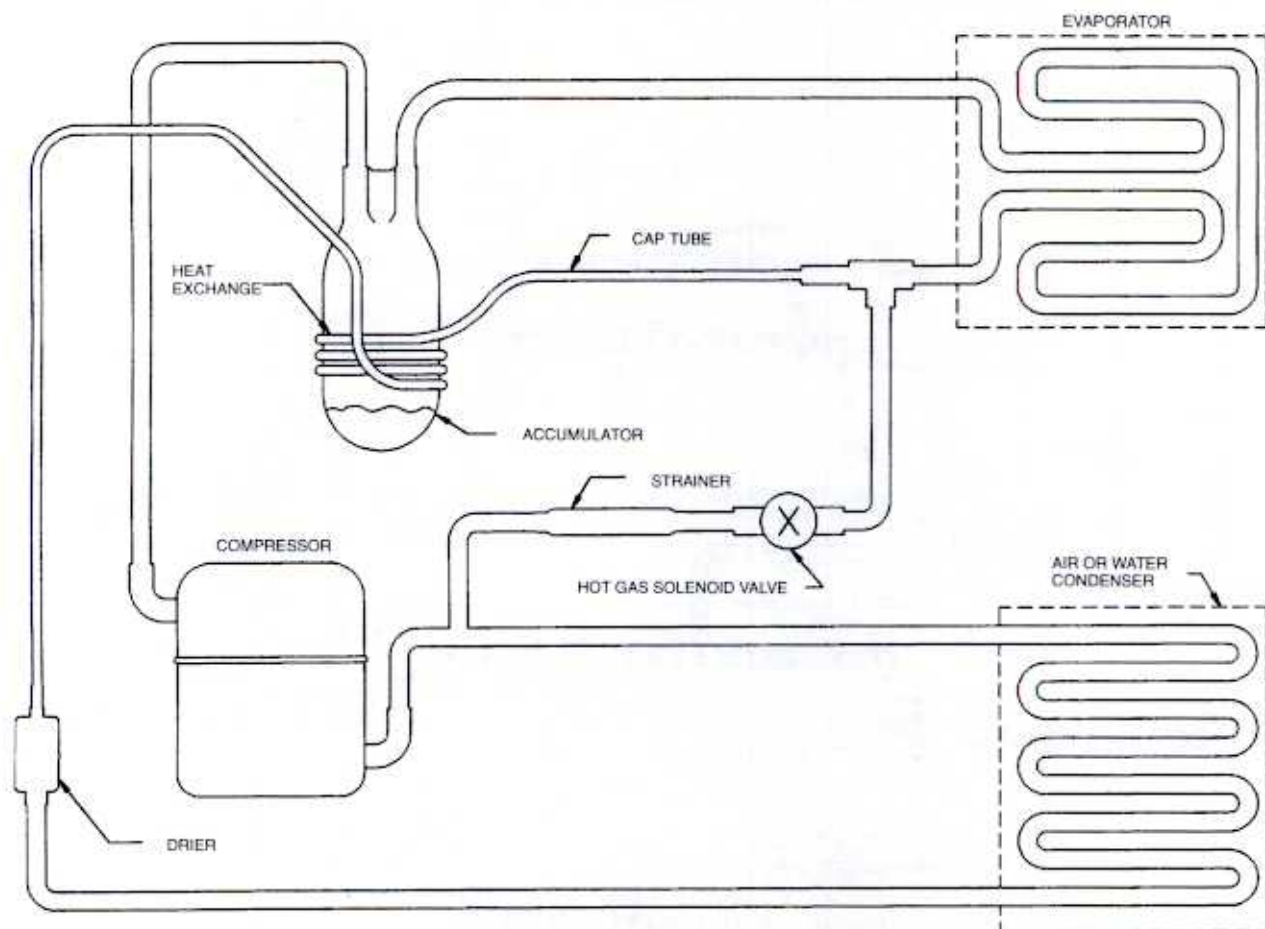 EVAPORATOR
CAP TUBE
HEAT
EXCHANGE
ACCUMULATOR
STRAINER
COMPRESSOR
HOT GAS SOLENOID VALVE
AIR OR WATER
CONDENSER
DRIER